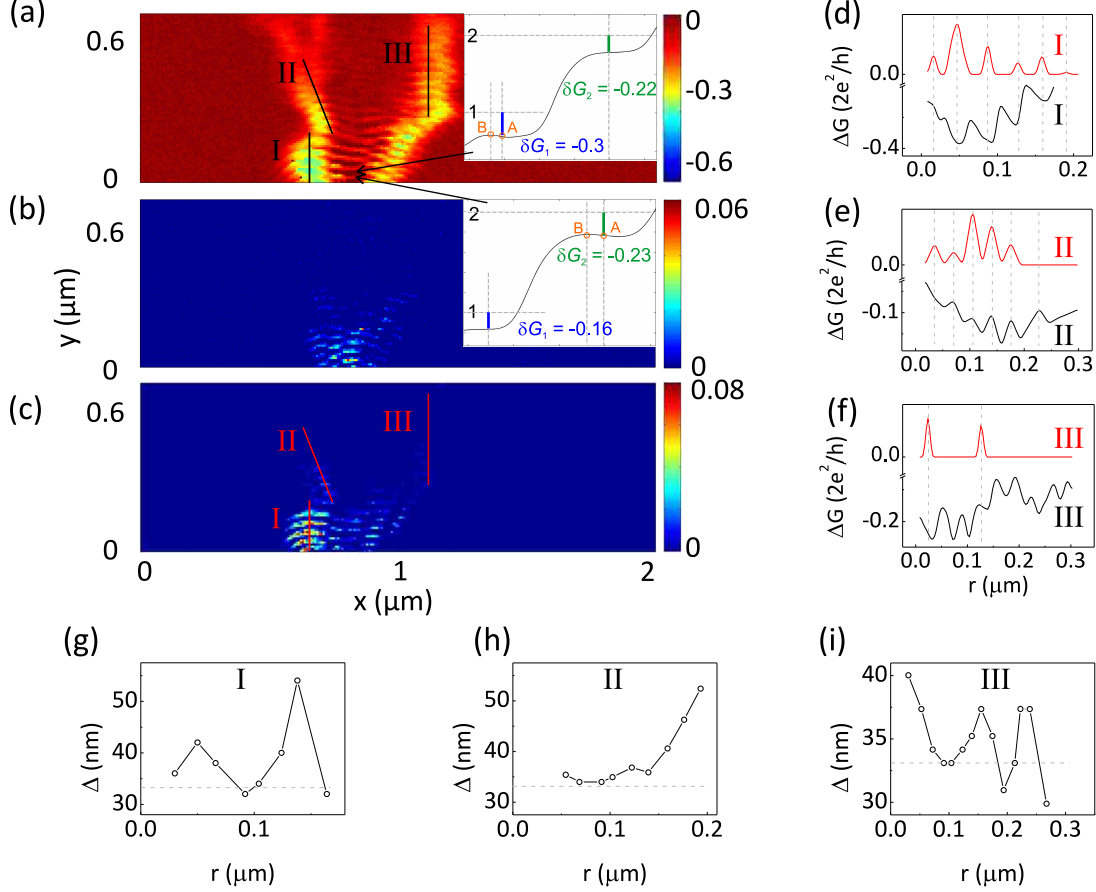 (a)
0.6
0
I
II
III
2
1
B
A
δG₂ = -0.22
δG₁ = -0.3
0
-0.2
-0.4
-0.6
(b)
0.6
0
y (μm)
2
1
B
A
δG₂ = -0.23
δG₁ = -0.16
0.06
0
(c)
0.6
0
I
II
III
0.08
0
0
1
2
x (μm)
(d)
ΔG (2e²/h)
0.0
-0.4
I
I
0.0
0.1
0.2
(e)
ΔG (2e²/h)
0.0
-0.1
II
II
0.0
0.1
0.2
0.3
(f)
ΔG (2e²/h)
0.0
-0.2
III
III
0.0
0.1
0.2
0.3
r (μm)
(g)
I
Δ (nm)
50
40
30
0.0
0.1
r (μm)
(h)
II
Δ (nm)
50
40
30
0.0
0.1
0.2
r (μm)
(i)
III
Δ (nm)
40
35
30
0.0
0.1
0.2
0.3
r (μm)